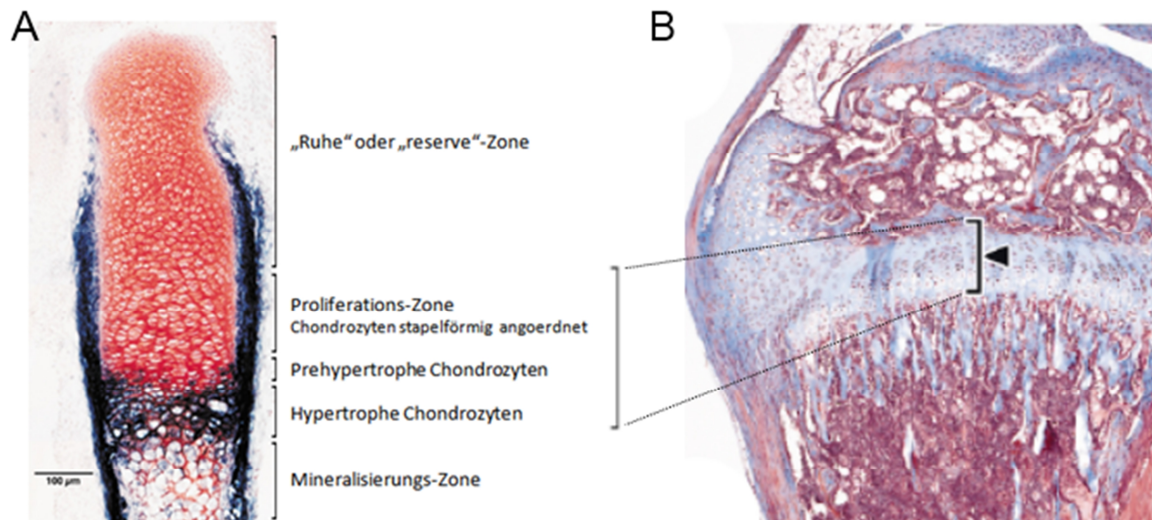 A
B
„Ruhe“ oder „reserve“-Zone
Proliferations-Zone
Chondrozyten stapelförmig angoerdnet
Prehypertrophe Chondrozyten
Hypertrophe Chondrozyten
Mineralisierungs-Zone
100 µm